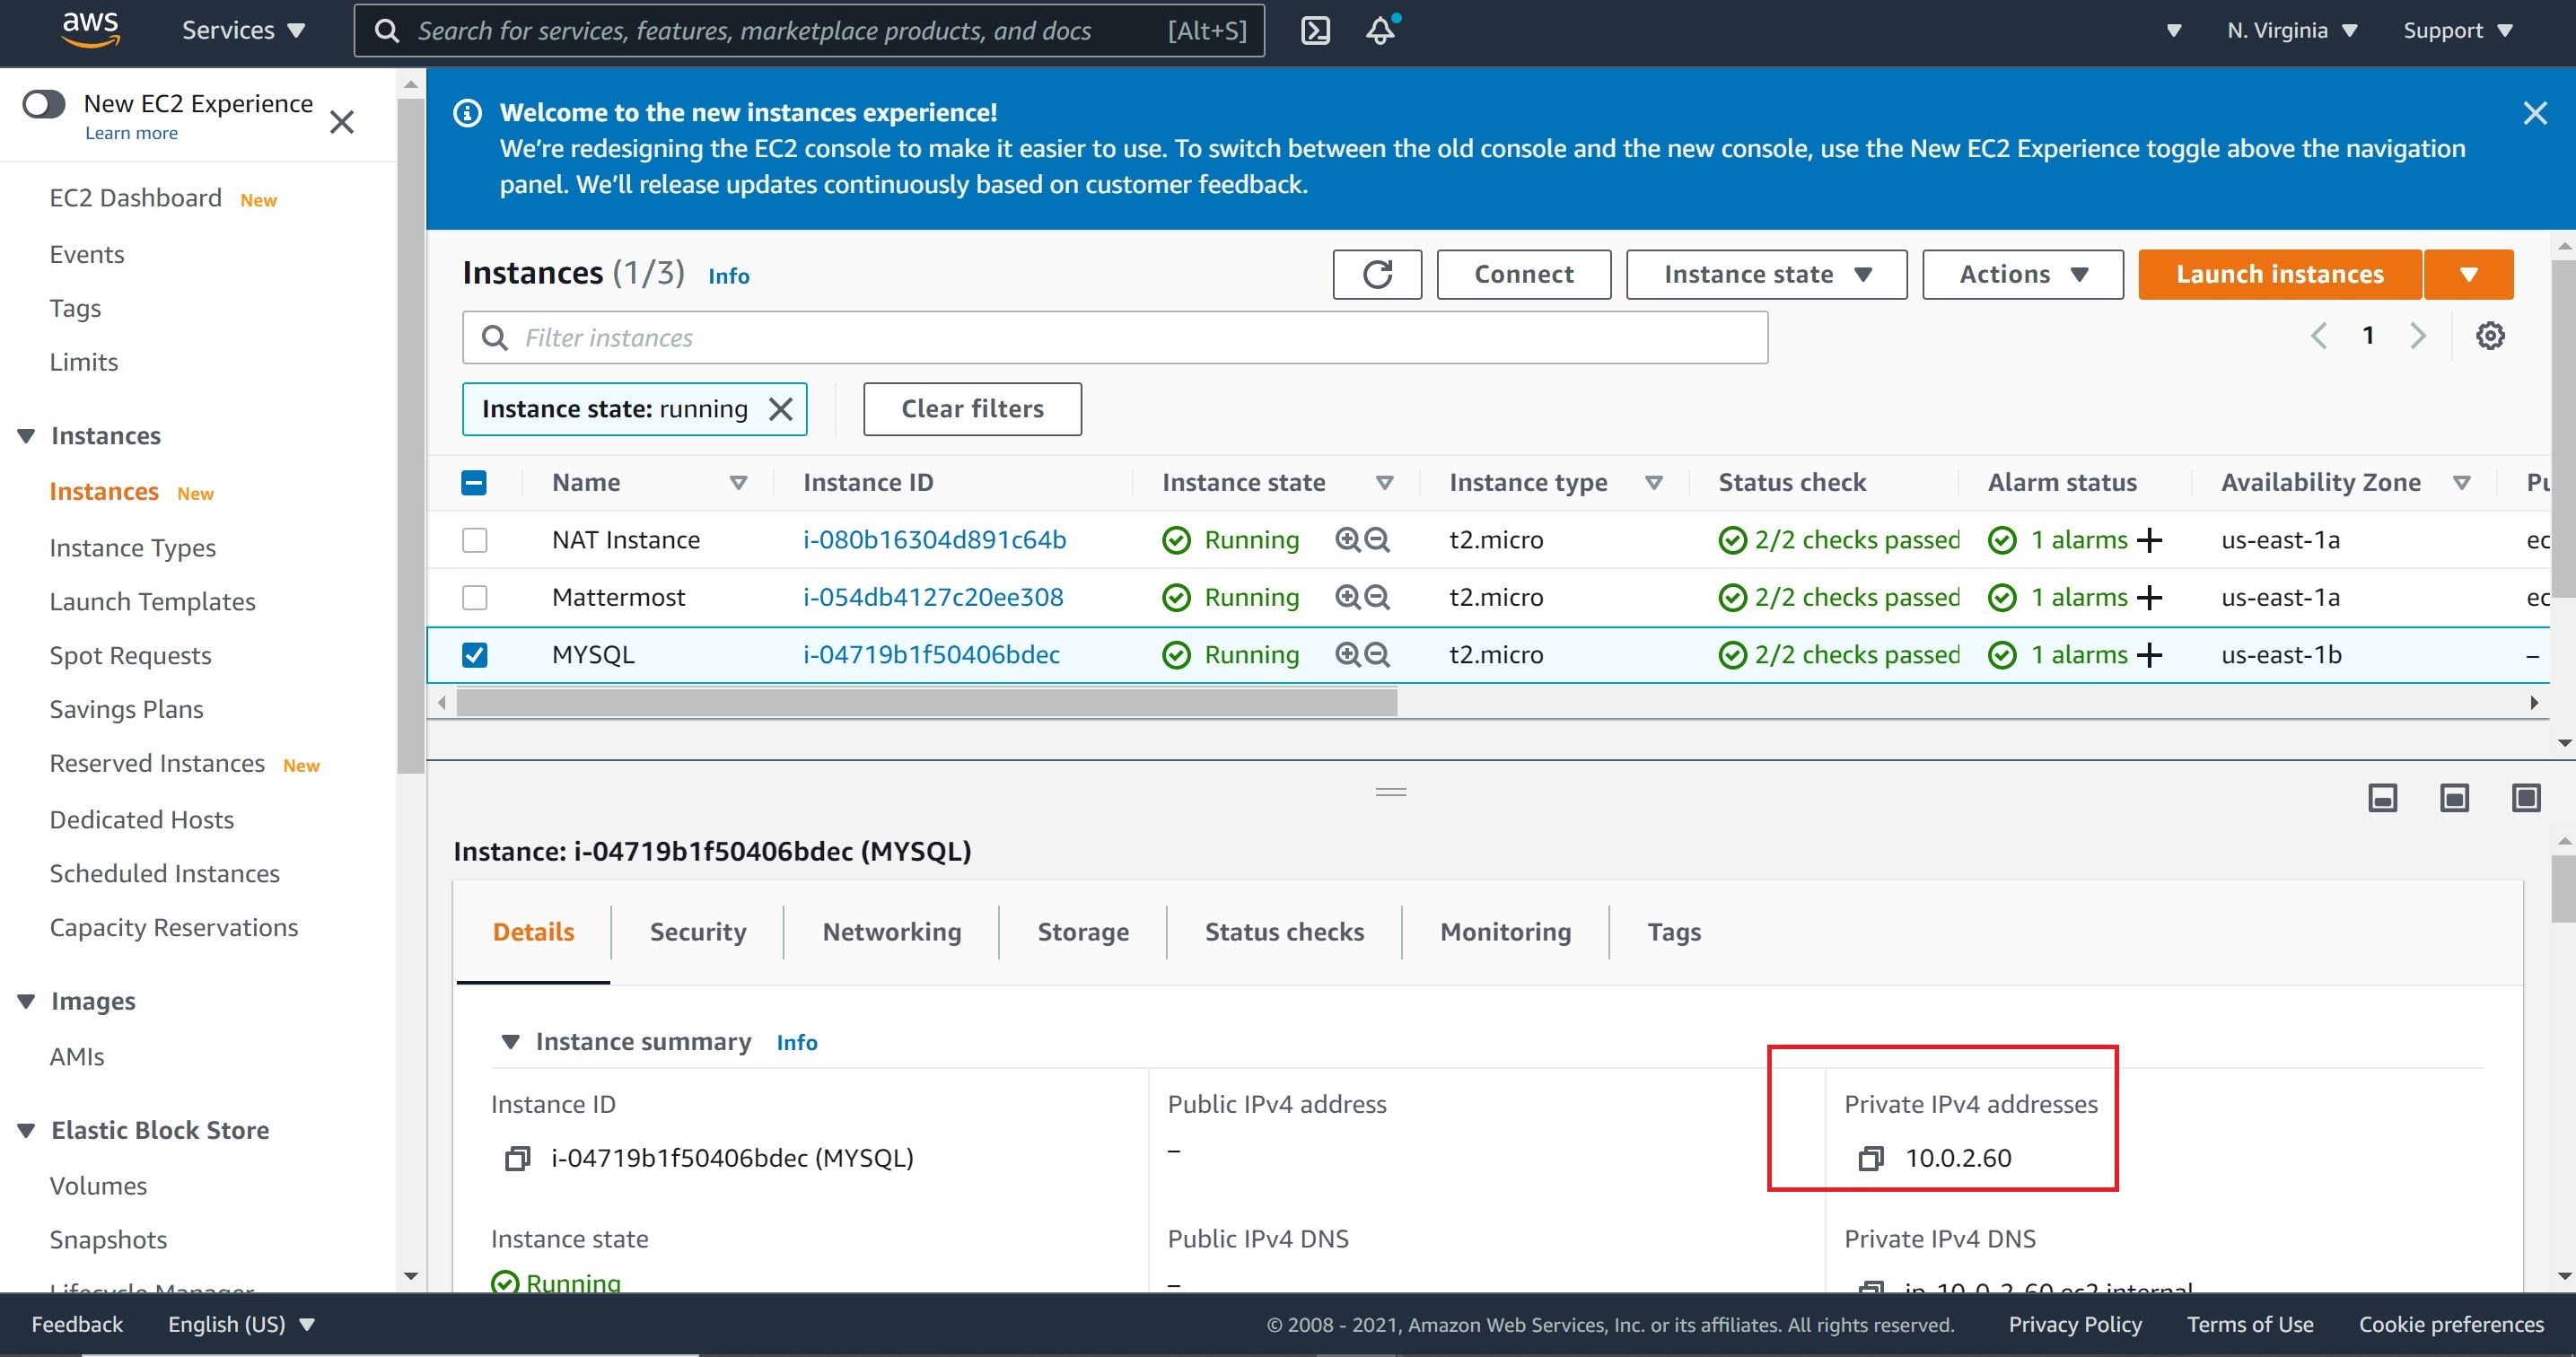 aws
Services
Search for services, features, marketplace products, and docs [Alt+S]
N. Virginia
Support
New EC2 Experience
Learn more
EC2 Dashboard New
Events
Tags
Limits
Instances
Instances New
Instance Types
Launch Templates
Spot Requests
Savings Plans
Reserved Instances New
Dedicated Hosts
Scheduled Instances
Capacity Reservations
Images
AMIs
Elastic Block Store
Volumes
Snapshots
Lifecycle Manager
Welcome to the new instances experience!
We're redesigning the EC2 console to make it easier to use. To switch between the old console and the new console, use the New EC2 Experience toggle above the navigation
panel. We'll release updates continuously based on customer feedback.
Instances (1/3) Info
Connect
Instance state
Actions
Launch instances
Filter instances
1
Instance state: running
Clear filters
Name Instance ID Instance state Instance type Status check Alarm status Availability Zone Pu
NAT Instance i-080b16304d891c64b Running t2.micro 2/2 checks passed 1 alarms + us-east-1a ec
Mattermost i-054db4127c20ee308 Running t2.micro 2/2 checks passed 1 alarms + us-east-1a ec
MYSQL i-04719b1f50406bdec Running t2.micro 2/2 checks passed 1 alarms + us-east-1b –
Instance: i-04719b1f50406bdec (MYSQL)
Details Security Networking Storage Status checks Monitoring Tags
Instance summary Info
Instance ID Public IPv4 address Private IPv4 addresses
i-04719b1f50406bdec (MYSQL) – 10.0.2.60
Instance state Public IPv4 DNS Private IPv4 DNS
Running – ip-10-0-2-60.ec2.internal
Feedback
English (US)
© 2008 - 2021, Amazon Web Services, Inc. or its affiliates. All rights reserved.
Privacy Policy
Terms of Use
Cookie preferences